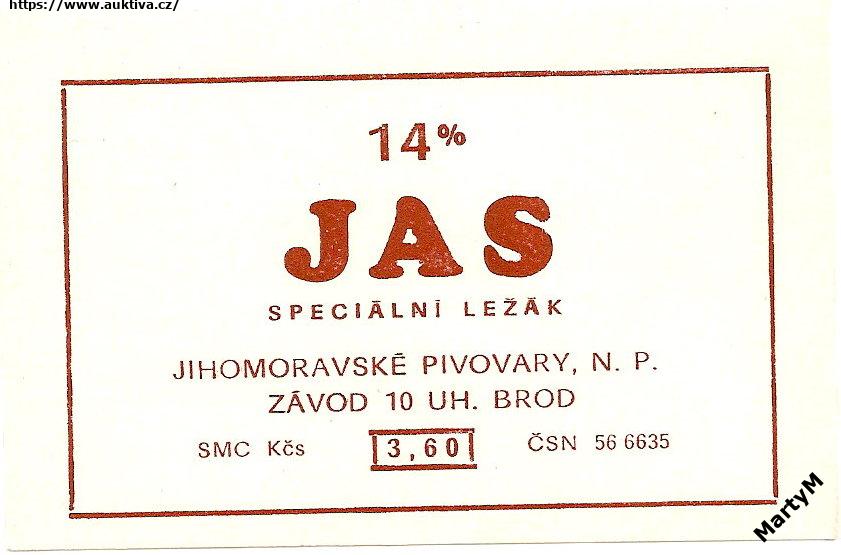 https://www.auktiva.cz/
14%
JAS
SPECIÁLNÍ LEŽÁK
JIHOMORAVSKÉ PIVOVARY, N. P.
ZÁVOD 10 UH. BROD
SMC Kčs 3,60 ČSN 56 6635
MartyM